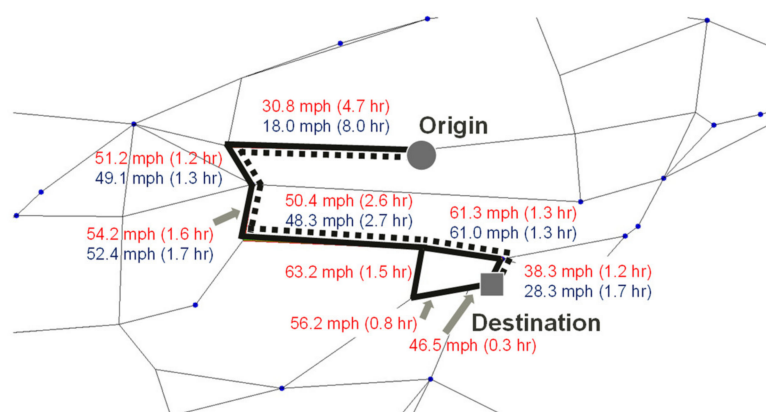 30.8 mph (4.7 hr)
18.0 mph (8.0 hr)
Origin
51.2 mph (1.2 hr)
49.1 mph (1.3 hr)
50.4 mph (2.6 hr)
48.3 mph (2.7 hr)
61.3 mph (1.3 hr)
61.0 mph (1.3 hr)
54.2 mph (1.6 hr)
52.4 mph (1.7 hr)
63.2 mph (1.5 hr)
38.3 mph (1.2 hr)
28.3 mph (1.7 hr)
56.2 mph (0.8 hr)
Destination
46.5 mph (0.3 hr)